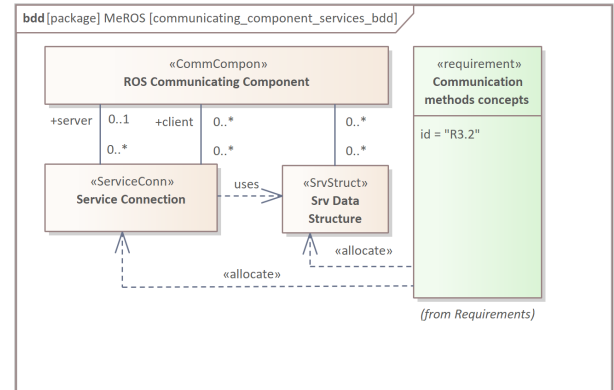 bdd [package] MeROS [communicating_component_services_bdd]
«CommCompon»
ROS Communicating Component
«requirement»
Communication
methods concepts
id = "R3.2"
+server 0..1 +client 0..* 0..*
0..* 0..* 0..*
«ServiceConn»
Service Connection
uses
«SrvStruct»
Srv Data
Structure
«allocate»
«allocate»
(from Requirements)